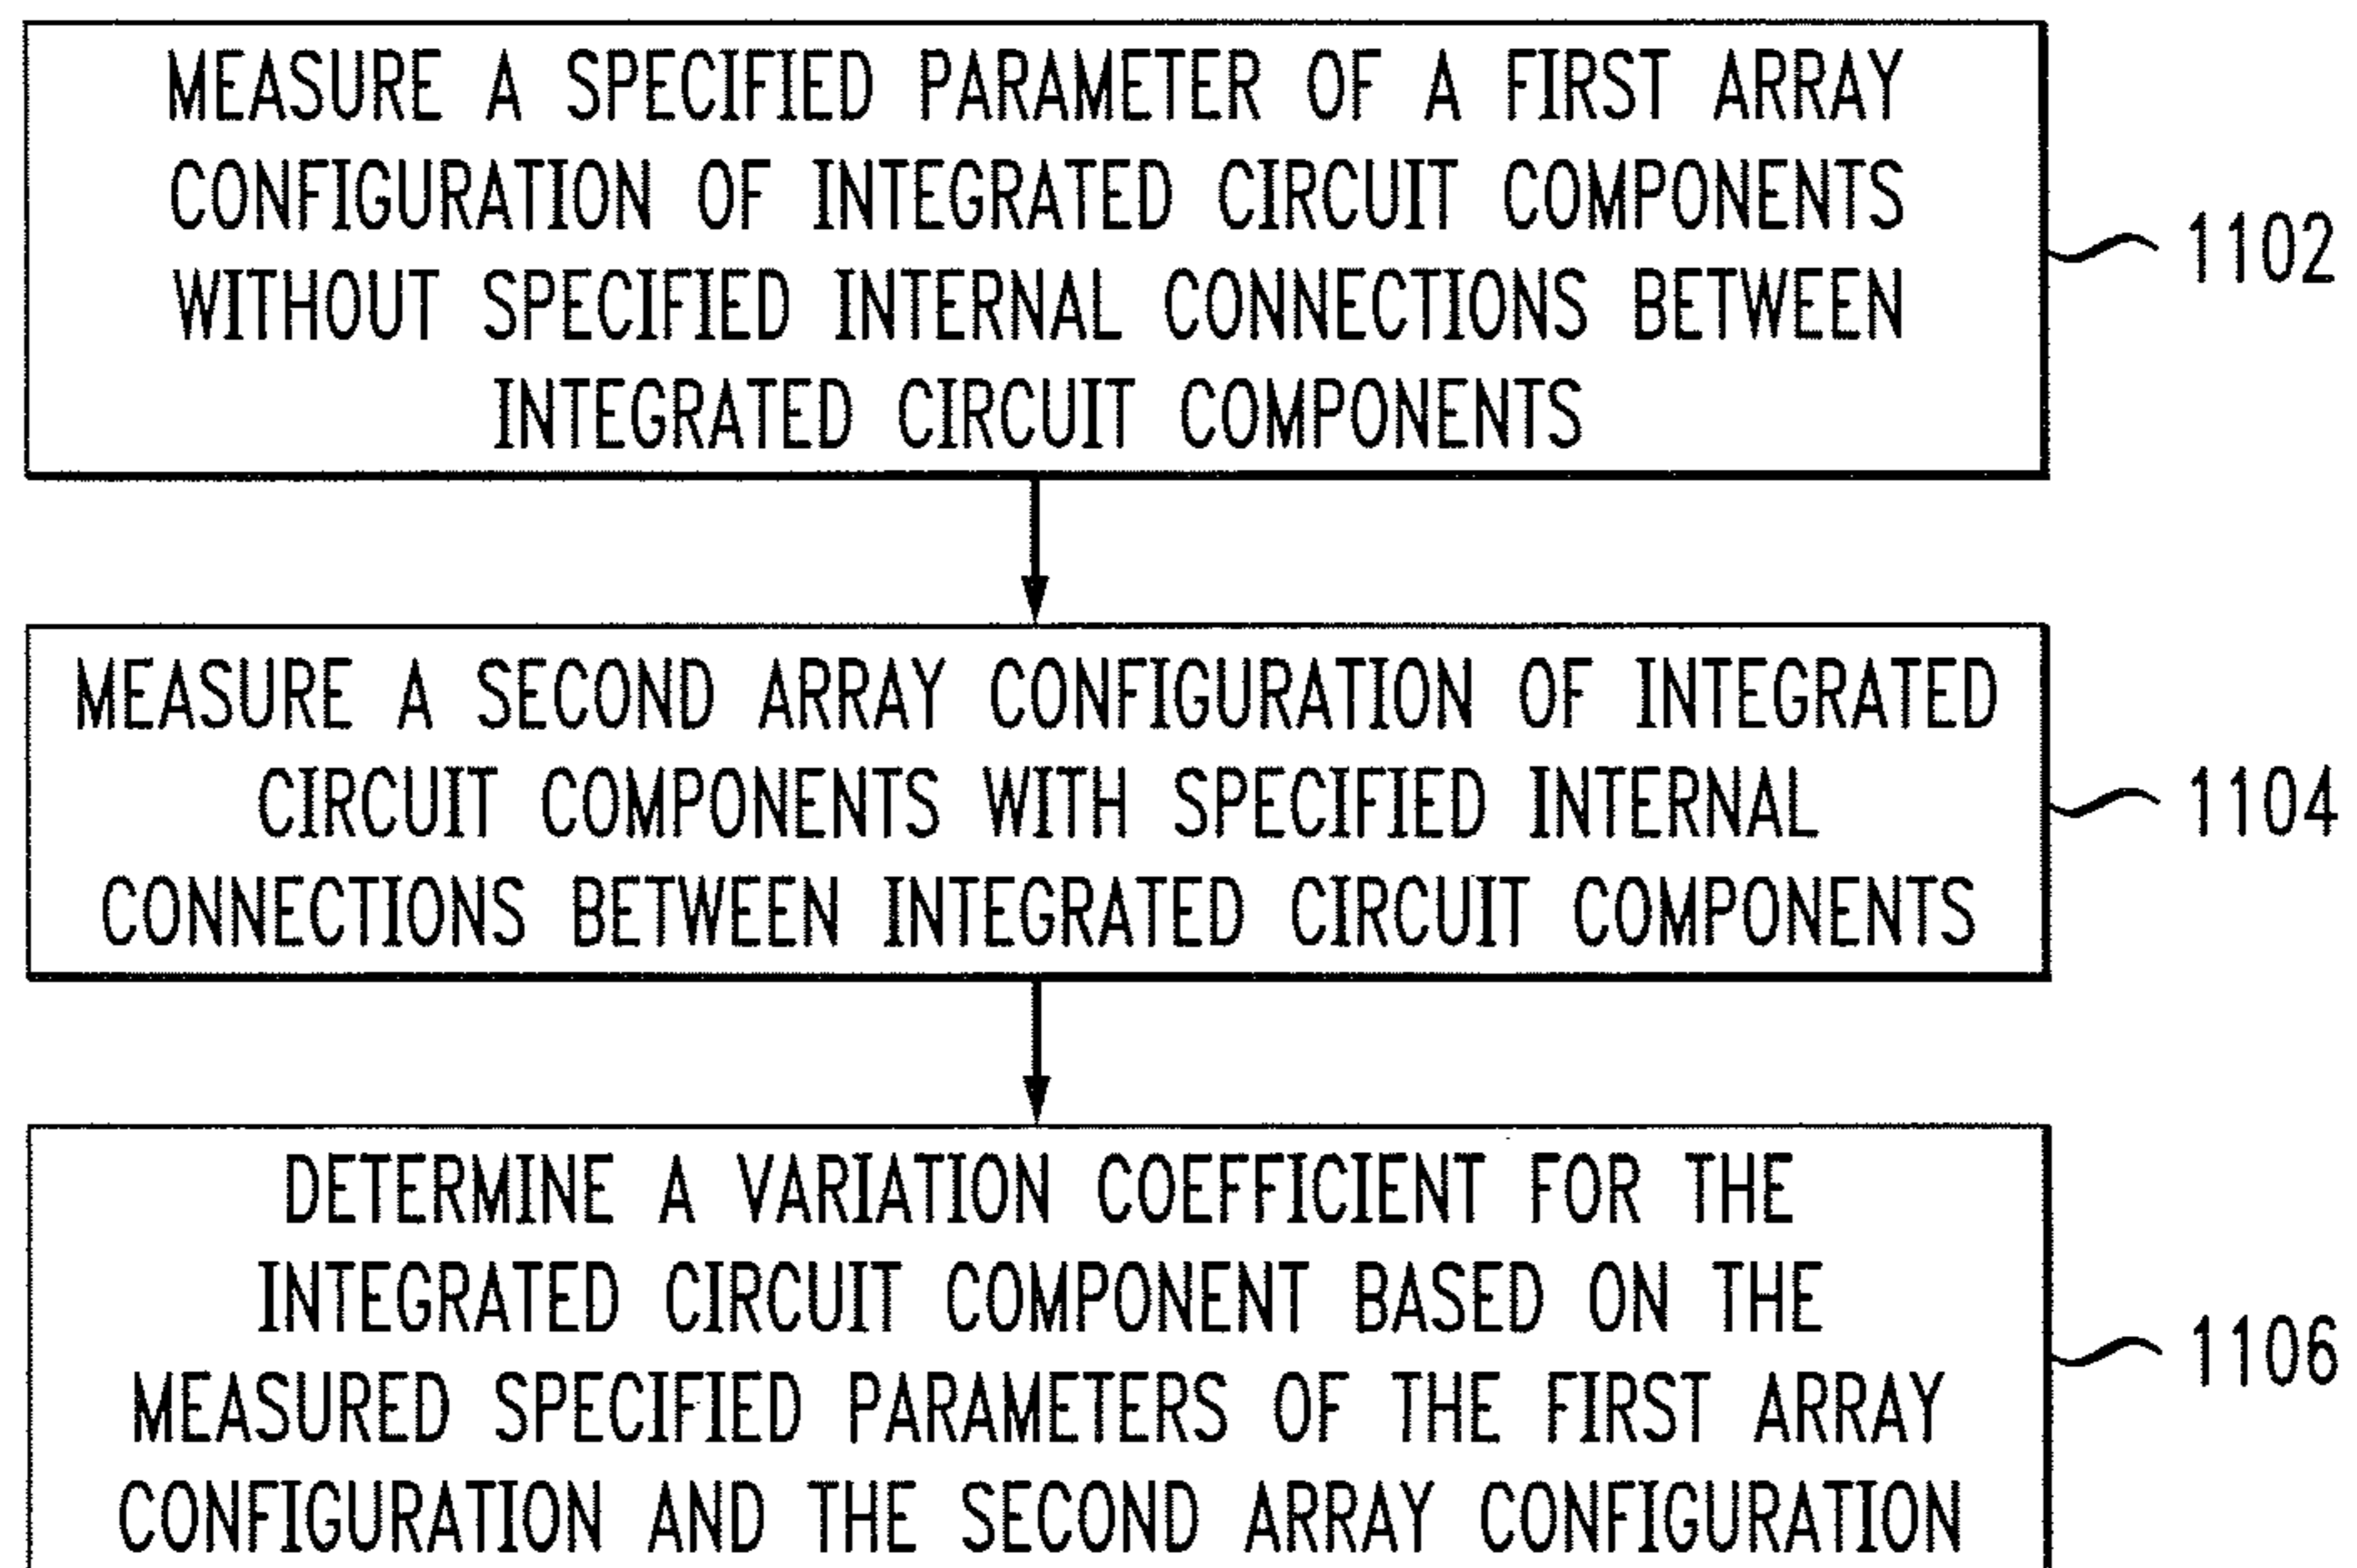 MEASURE A SPECIFIED PARAMETER OF A FIRST ARRAY
CONFIGURATION OF INTEGRATED CIRCUIT COMPONENTS
WITHOUT SPECIFIED INTERNAL CONNECTIONS BETWEEN
INTEGRATED CIRCUIT COMPONENTS
1102
MEASURE A SECOND ARRAY CONFIGURATION OF INTEGRATED
CIRCUIT COMPONENTS WITH SPECIFIED INTERNAL
CONNECTIONS BETWEEN INTEGRATED CIRCUIT COMPONENTS
1104
DETERMINE A VARIATION COEFFICIENT FOR THE
INTEGRATED CIRCUIT COMPONENT BASED ON THE
MEASURED SPECIFIED PARAMETERS OF THE FIRST ARRAY
CONFIGURATION AND THE SECOND ARRAY CONFIGURATION
1106